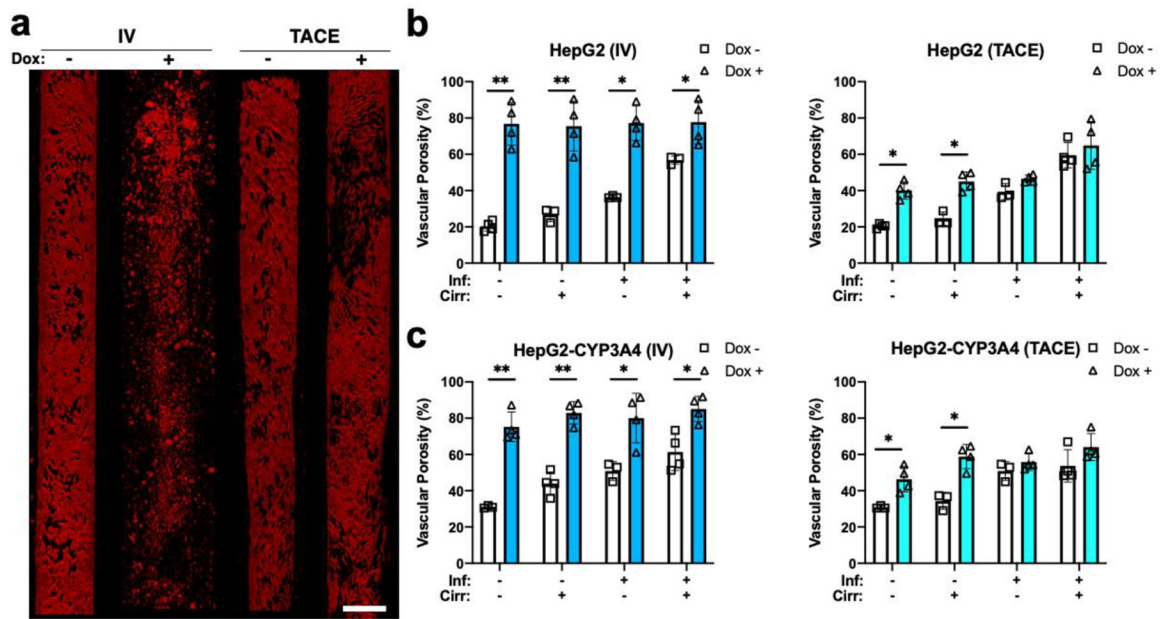 a
IV TACE
Dox: - + - +
b
HepG2 (IV)
Dox -
Dox +
Vascular Porosity (%)
100
80
60
40
20
0
** ** * *
Inf: - - + +
Cirr: - + - +
HepG2 (TACE)
Dox -
Dox +
Vascular Porosity (%)
100
80
60
40
20
0
* *
Inf: - - + +
Cirr: - + - +
c
HepG2-CYP3A4 (IV)
Dox -
Dox +
Vascular Porosity (%)
100
80
60
40
20
0
** ** * *
Inf: - - + +
Cirr: - + - +
HepG2-CYP3A4 (TACE)
Dox -
Dox +
Vascular Porosity (%)
100
80
60
40
20
0
* *
Inf: - - + +
Cirr: - + - +